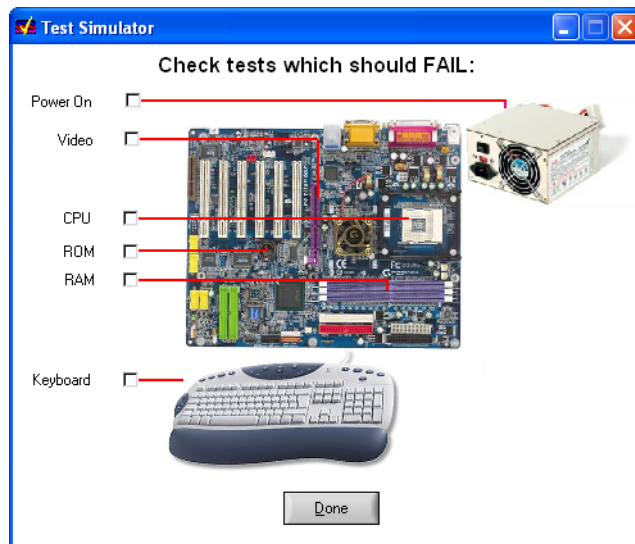 Test Simulator
Check tests which should FAIL:
Power On
Video
CPU
ROM
RAM
Keyboard
Done